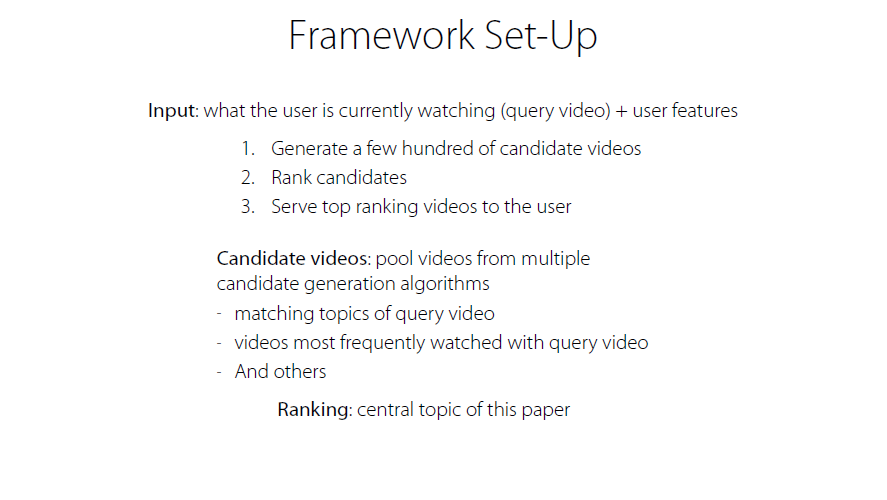 Framework Set-Up
Input: what the user is currently watching (query video) + user features
1. Generate a few hundred of candidate videos
2. Rank candidates
3. Serve top ranking videos to the user
Candidate videos: pool videos from multiple
candidate generation algorithms
- matching topics of query video
- videos most frequently watched with query video
- And others
Ranking: central topic of this paper